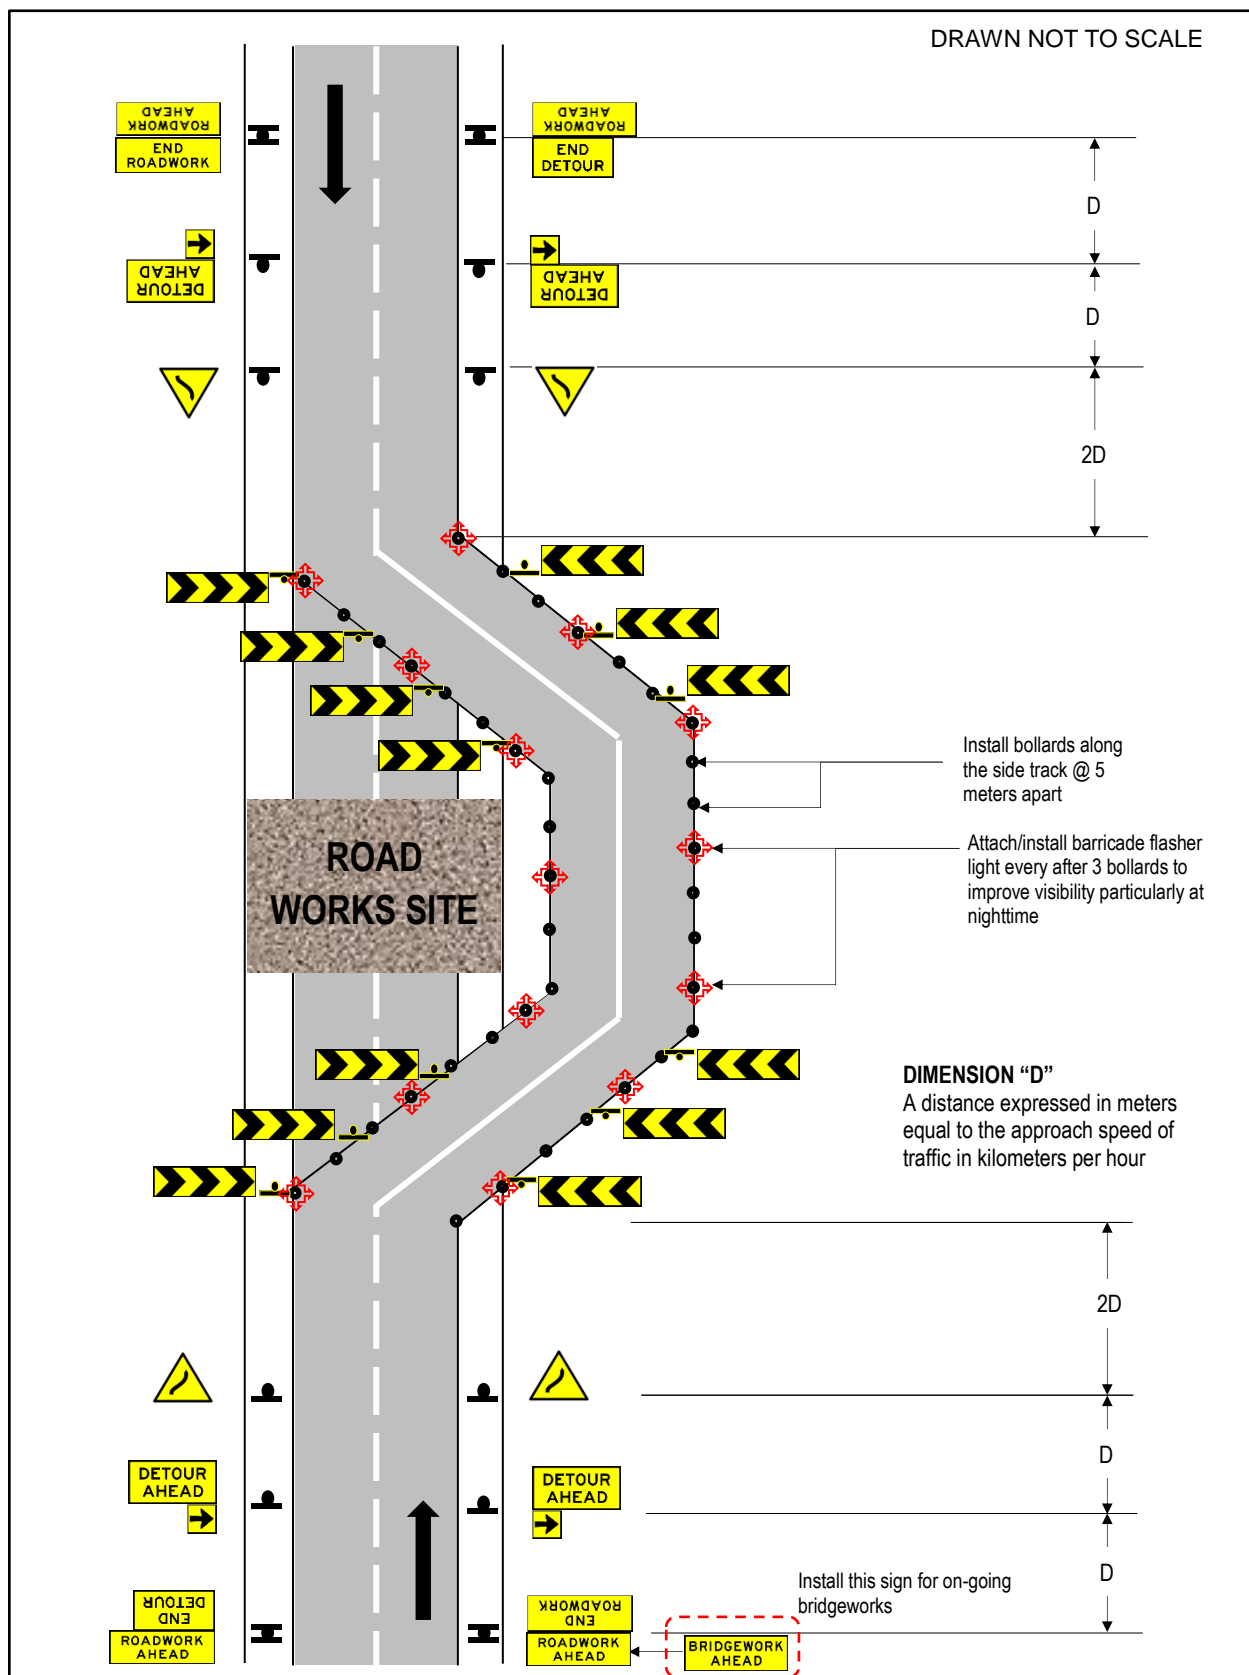 DRAWN NOT TO SCALE
ROADWORK
AHEAD
END
ROADWORK
ROADWORK
AHEAD
END
DETOUR
D
DETOUR
AHEAD
DETOUR
AHEAD
D
2D
Install bollards along
the side track @ 5
meters apart
ROAD
WORKS SITE
Attach/install barricade flasher
light every after 3 bollards to
improve visibility particularly at
nighttime
DIMENSION “D”
A distance expressed in meters
equal to the approach speed of
traffic in kilometers per hour
2D
D
DETOUR
AHEAD
DETOUR
AHEAD
D
Install this sign for on-going
bridgeworks
END
DETOUR
ROADWORK
AHEAD
END
ROADWORK
ROADWORK
AHEAD
BRIDGEWORK
AHEAD